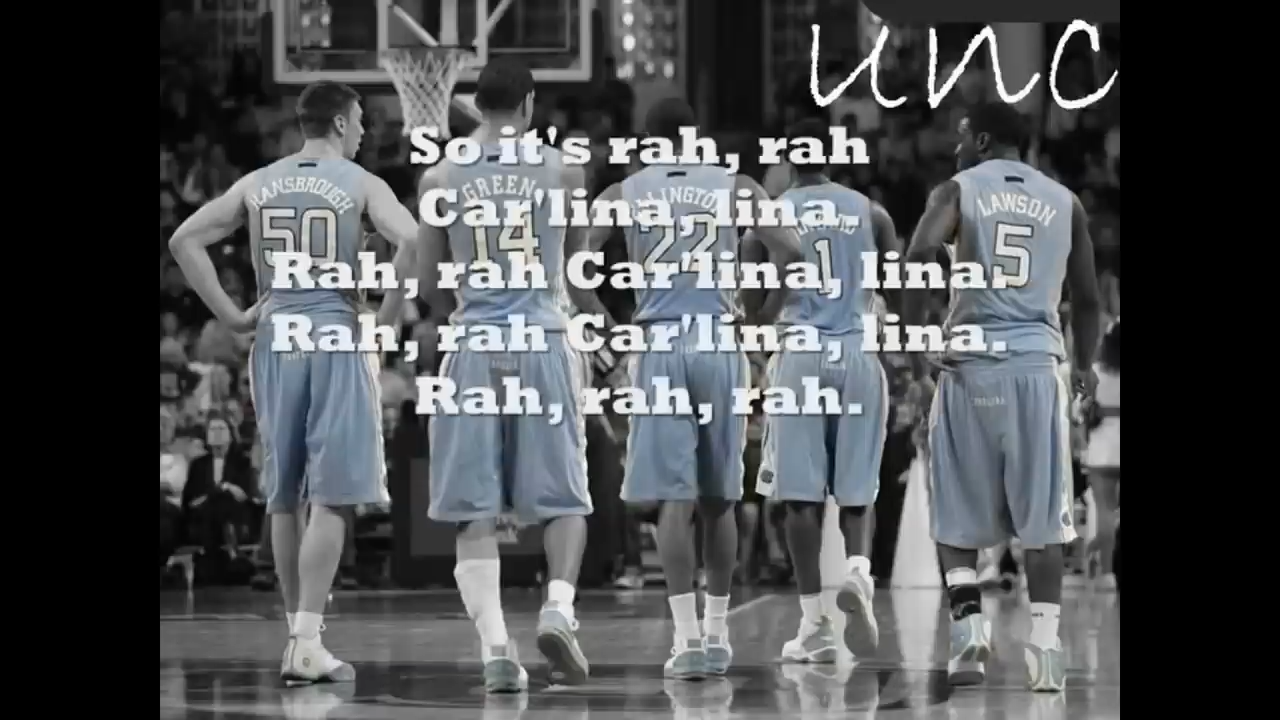 unc
So it's rah, rah
Car'lina, lina.
Rah, rah Car'lina, lina.
Rah, rah Car'lina, lina.
Rah, rah, rah.
HANSBROUGH
50
GREEN
14
22
1
LAWSON
5